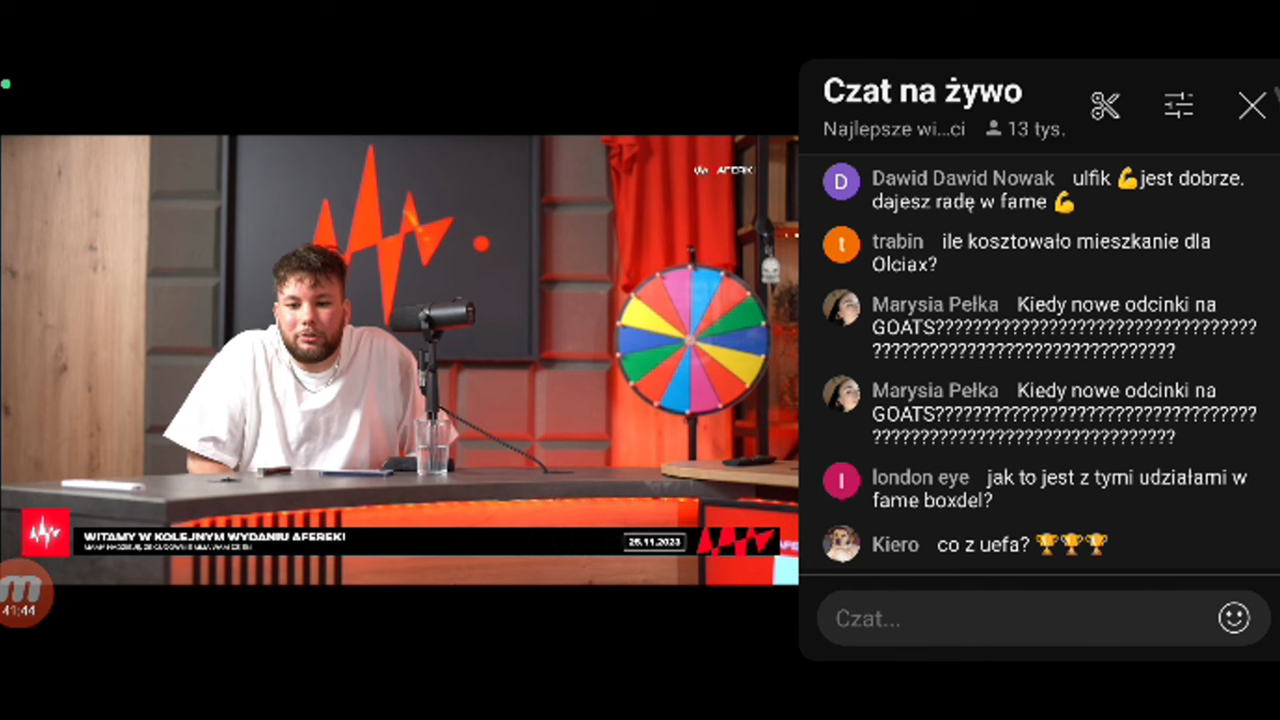 AFERKI
WITAMY W KOLEJNYM WYDANIU AFEREK!
25.11.2023
41:44
Czat na żywo
Najlepsze wi...ci 13 tys.
D Dawid Dawid Nowak ulfik 💪jest dobrze.
dajesz radę w fame 💪
t trabin ile kosztowało mieszkanie dla
Olciax?
Marysia Pełka Kiedy nowe odcinki na
GOATS??????????????????????????????????
????????????????????????????????
Marysia Pełka Kiedy nowe odcinki na
GOATS??????????????????????????????????
????????????????????????????????
l london eye jak to jest z tymi udziałami w
fame boxdel?
Kiero co z uefa? 🏆🏆🏆
Czat...